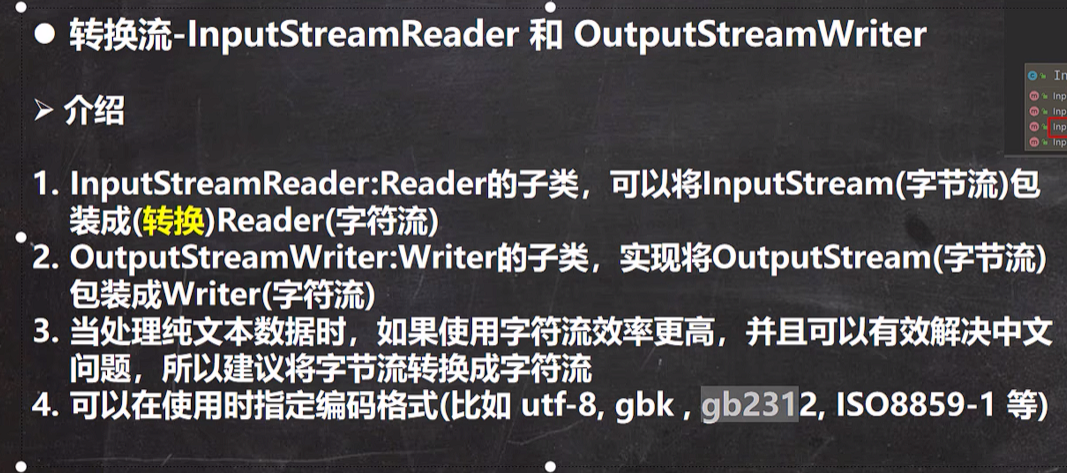 ● 转换流-InputStreamReader 和 OutputStreamWriter
In
➢ 介绍
Inp
Inp
Inp
Inp
1. InputStreamReader:Reader的子类，可以将InputStream(字节流)包
装成(转换)Reader(字符流)
2. OutputStreamWriter:Writer的子类，实现将OutputStream(字节流)
包装成Writer(字符流)
3. 当处理纯文本数据时，如果使用字符流效率更高，并且可以有效解决中文
问题，所以建议将字节流转换成字符流
4. 可以在使用时指定编码格式(比如 utf-8, gbk , gb2312, ISO8859-1 等)